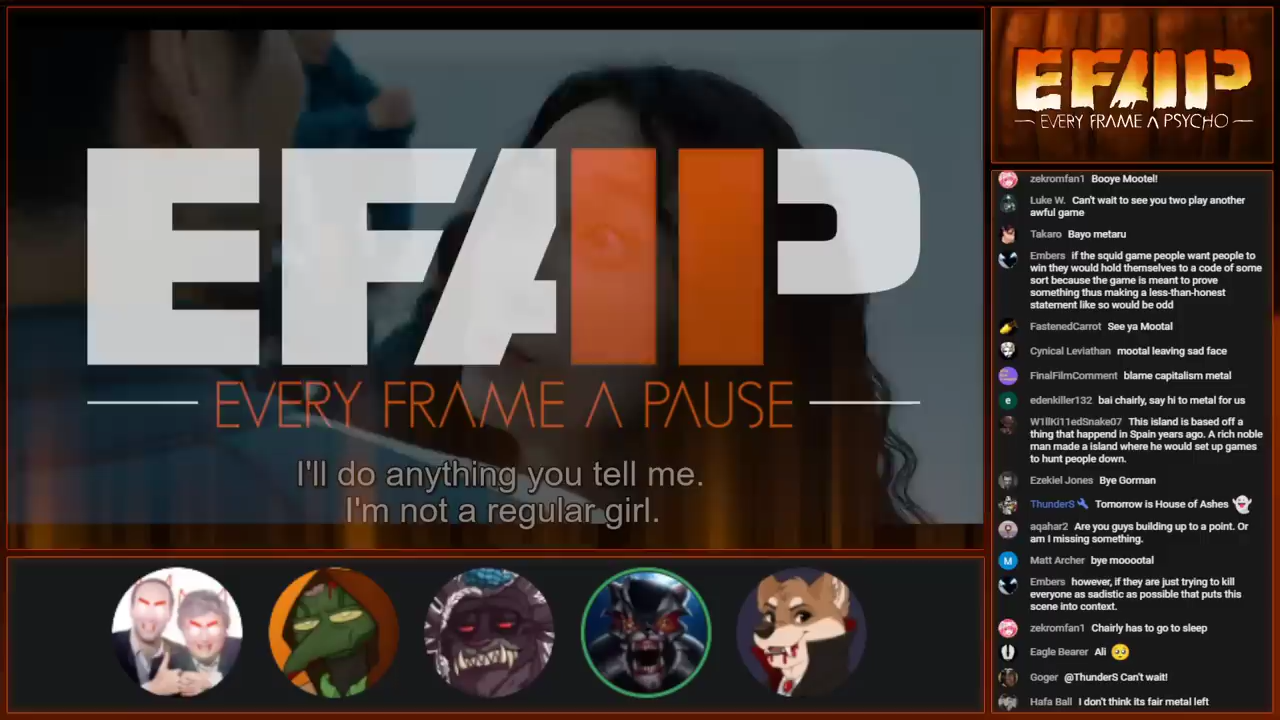 EFAP
EVERY FRAME A PAUSE
I'll do anything you tell me.
I'm not a regular girl.
EFAP
EVERY FRAME A PSYCHO
zekromfan1 Booye Mootel!
Luke W. Can't wait to see you two play another
awful game
Takaro Bayo metaru
Embers if the squid game people want people to
win they would hold themselves to a code of some
sort because the game is meant to prove
something thus making a less-than-honest
statement like so would be odd
FastenedCarrot See ya Mootal
Cynical Leviathan mootal leaving sad face
FinalFilmComment blame capitalism metal
e
edenkiller132 bai chairly, say hi to metal for us
W1llKi11edSnake07 This island is based off a
thing that happend in Spain years ago. A rich noble
man made a island where he would set up games
to hunt people down.
Ezekiel Jones Bye Gorman
ThunderS Tomorrow is House of Ashes
aqahar2 Are you guys building up to a point. Or
am I missing something.
M
Matt Archer bye mooootal
Embers however, if they are just trying to kill
everyone as sadistic as possible that puts this
scene into context.
zekromfan1 Chairly has to go to sleep
Eagle Bearer Ali
Goger @ThunderS Can't wait!
Hafa Ball I don't think its fair metal left